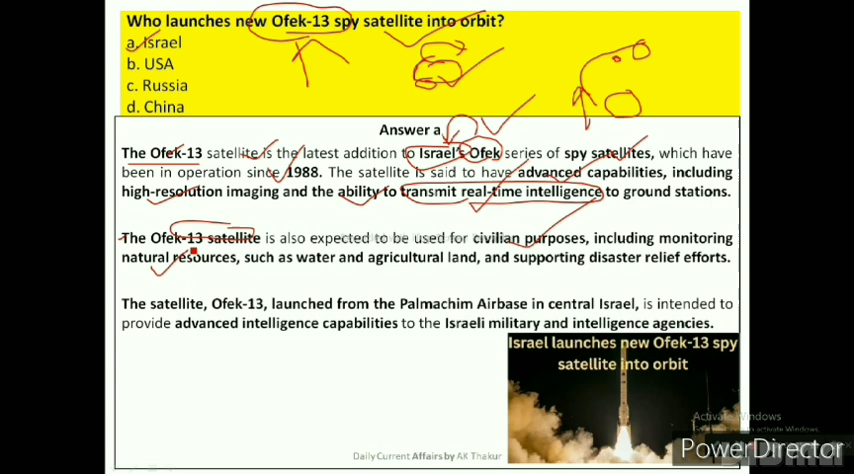 Who launches new Ofek-13 spy satellite into orbit?
a. Israel
b. USA
c. Russia
d. China
Answer a
The Ofek-13 satellite is the latest addition to Israel's Ofek series of spy satellites, which have
been in operation since 1988. The satellite is said to have advanced capabilities, including
high-resolution imaging and the ability to transmit real-time intelligence to ground stations.
The Ofek-13 satellite is also expected to be used for civilian purposes, including monitoring
natural resources, such as water and agricultural land, and supporting disaster relief efforts.
The satellite, Ofek-13, launched from the Palmachim Airbase in central Israel, is intended to
provide advanced intelligence capabilities to the Israeli military and intelligence agencies.
Israel launches new Ofek-13 spy
satellite into orbit
Activate Windows
to activate Windows.
PowerDirector
Daily Current Affairs by AK Thakur